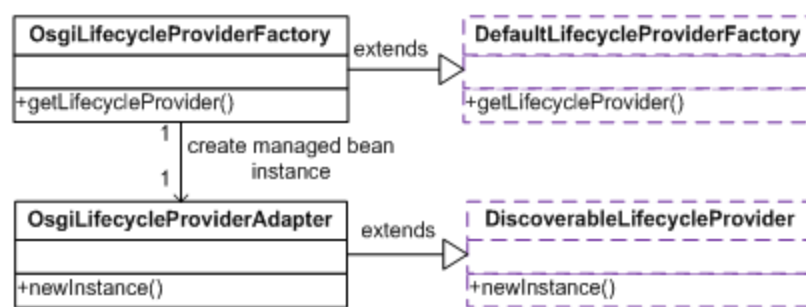 OsgiLifecycleProviderFactory
extends
DefaultLifecycleProviderFactory
+getLifecycleProvider()
+getLifecycleProvider()
1
create managed bean
instance
1
OsgiLifecycleProviderAdapter
extends
DiscoverableLifecycleProvider
+newInstance()
+newInstance()